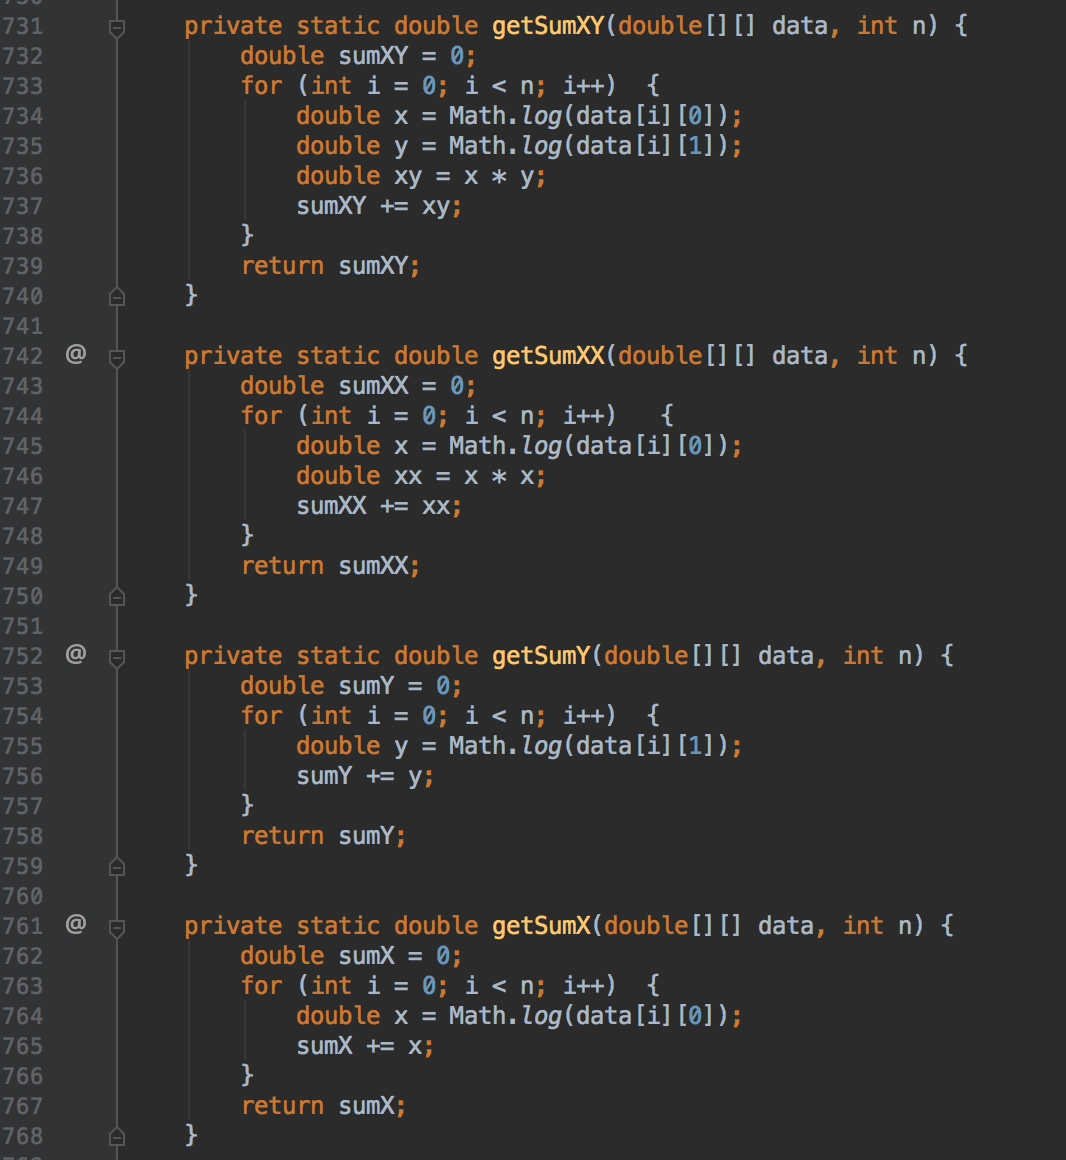 731 private static double getSumXY(double[][] data, int n) {
732 double sumXY = 0;
733 for (int i = 0; i < n; i++)  {
734 double x = Math.log(data[i][0]);
735 double y = Math.log(data[i][1]);
736 double xy = x * y;
737 sumXY += xy;
738 }
739 return sumXY;
740 }
741
742 @ private static double getSumXX(double[][] data, int n) {
743 double sumXX = 0;
744 for (int i = 0; i < n; i++)   {
745 double x = Math.log(data[i][0]);
746 double xx = x * x;
747 sumXX += xx;
748 }
749 return sumXX;
750 }
751
752 @ private static double getSumY(double[][] data, int n) {
753 double sumY = 0;
754 for (int i = 0; i < n; i++)  {
755 double y = Math.log(data[i][1]);
756 sumY += y;
757 }
758 return sumY;
759 }
760
761 @ private static double getSumX(double[][] data, int n) {
762 double sumX = 0;
763 for (int i = 0; i < n; i++)  {
764 double x = Math.log(data[i][0]);
765 sumX += x;
766 }
767 return sumX;
768 }